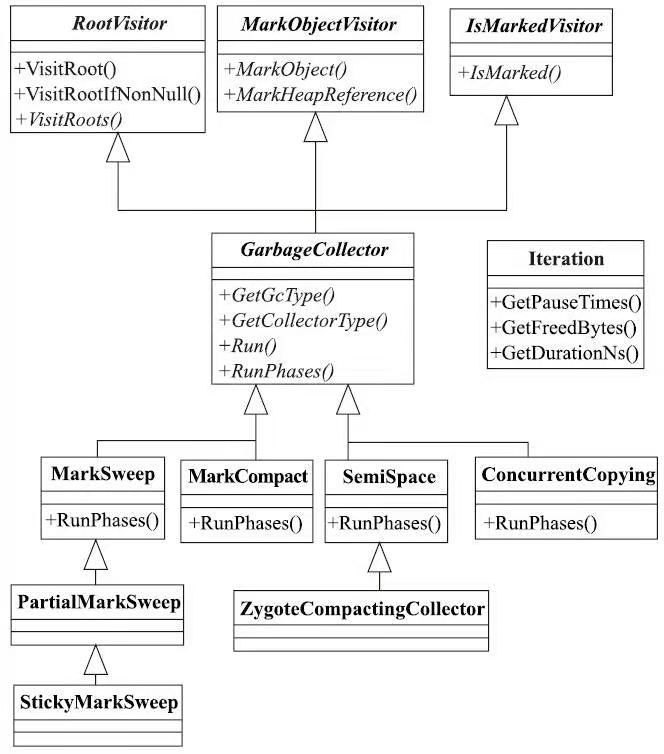 RootVisitor
+VisitRoot()
+VisitRootIfNonNull()
+VisitRoots()
MarkObjectVisitor
+MarkObject()
+MarkHeapReference()
IsMarkedVisitor
+IsMarked()
GarbageCollector
+GetGcType()
+GetCollectorType()
+Run()
+RunPhases()
Iteration
+GetPauseTimes()
+GetFreedBytes()
+GetDurationNs()
MarkSweep
+RunPhases()
MarkCompact
+RunPhases()
SemiSpace
+RunPhases()
ConcurrentCopying
+RunPhases()
PartialMarkSweep
ZygoteCompactingCollector
StickyMarkSweep